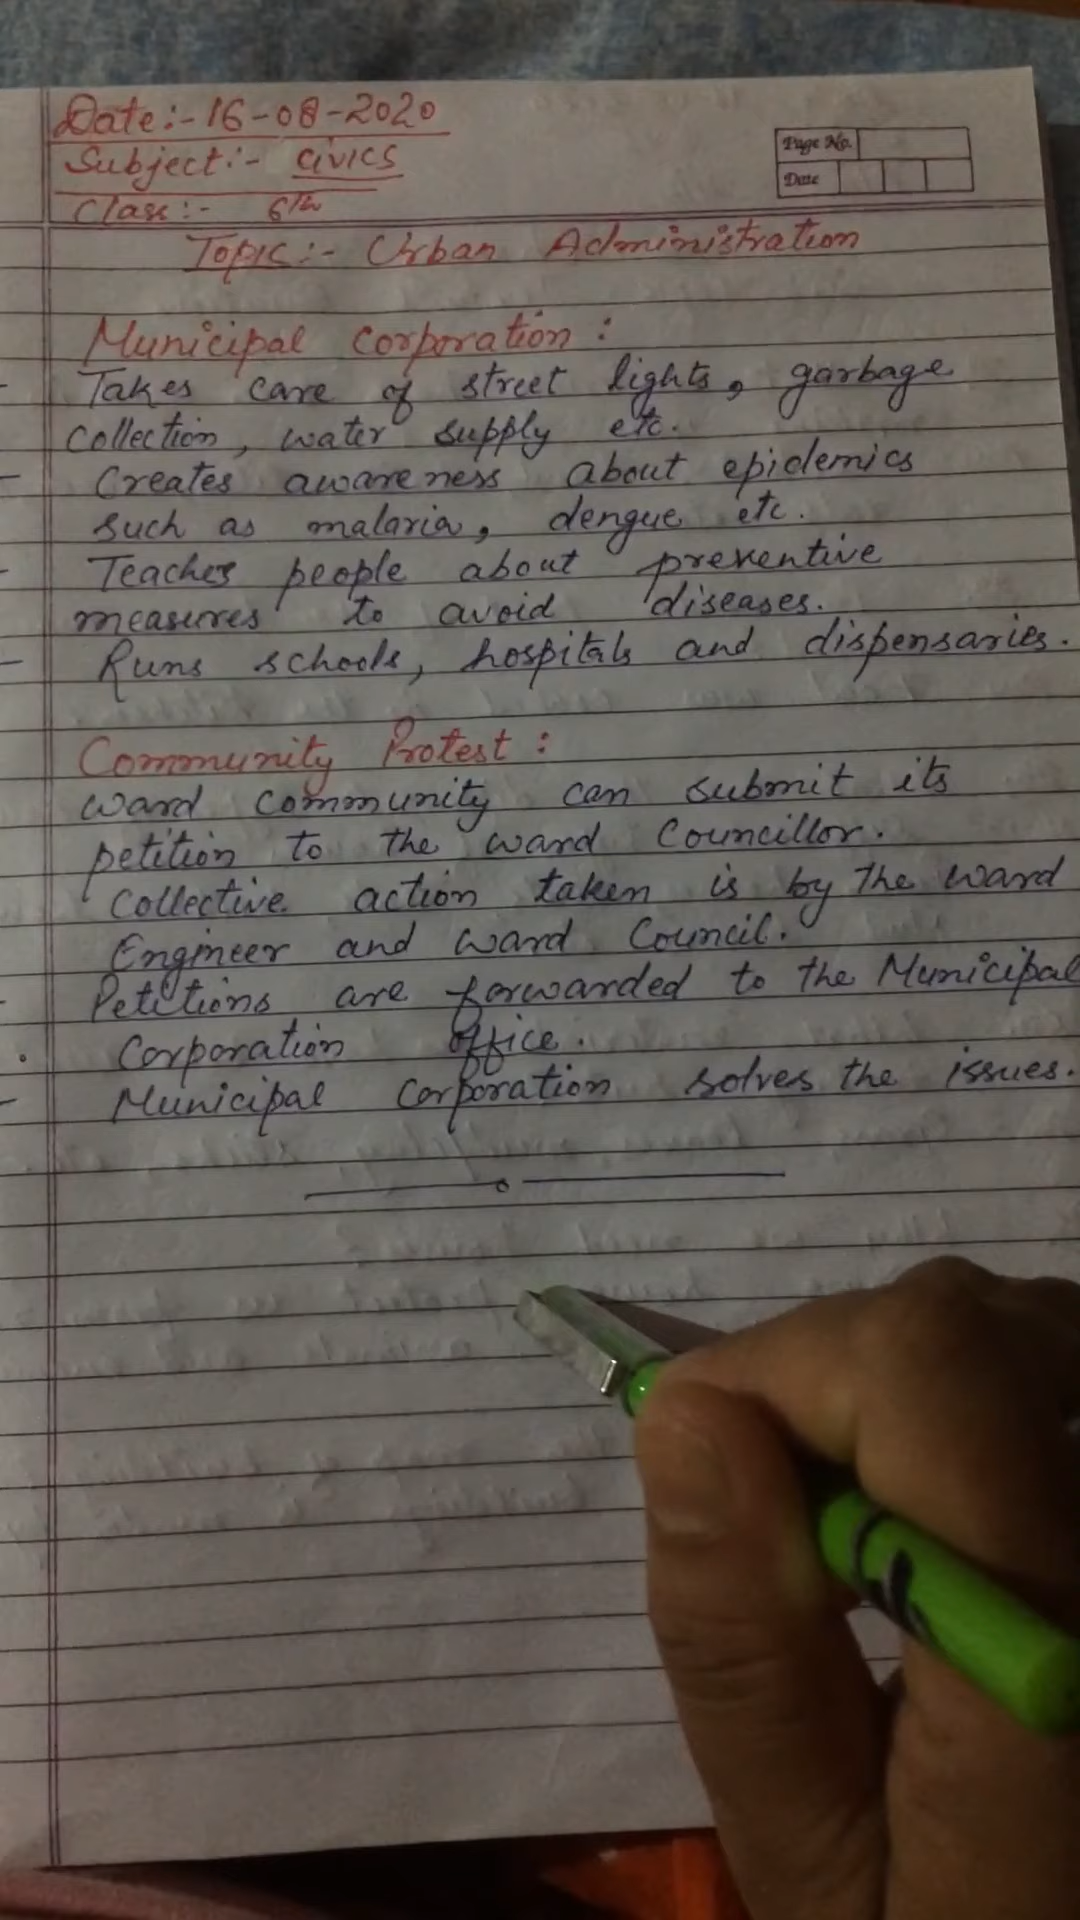 Date:- 16-08-2020
Subject:- Civics
Class:- 6th
Page No.
Date
Topic:- Urban Administration
Municipal Corporation :
- Takes care of street lights, garbage
collection, water supply etc.
- Creates awareness about epidemics
such as malaria, dengue etc.
- Teaches people about preventive
measures to avoid diseases.
- Runs schools, hospitals and dispensaries.
Community Protest :
Ward Community can submit its
petition to the ward Councillor.
Collective action taken is by the ward
Engineer and ward Council.
- Petitions are forwarded to the Municipal
Corporation office.
- Municipal Corporation solves the issues.